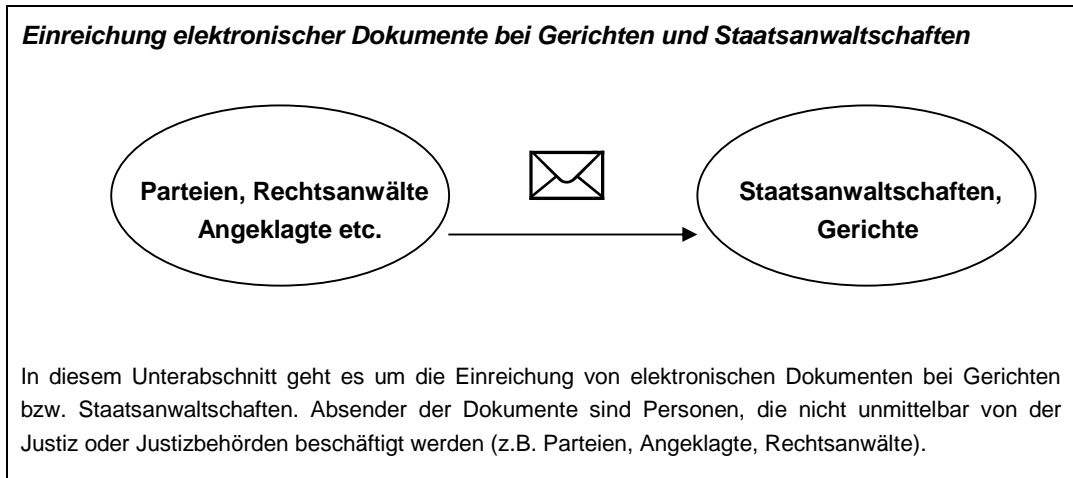 Einreichung elektronischer Dokumente bei Gerichten und Staatsanwaltschaften
Parteien, Rechtsanwälte
Angeklagte etc.
Staatsanwaltschaften,
Gerichte
In diesem Unterabschnitt geht es um die Einreichung von elektronischen Dokumenten bei Gerichten
bzw. Staatsanwaltschaften. Absender der Dokumente sind Personen, die nicht unmittelbar von der
Justiz oder Justizbehörden beschäftigt werden (z.B. Parteien, Angeklagte, Rechtsanwälte).